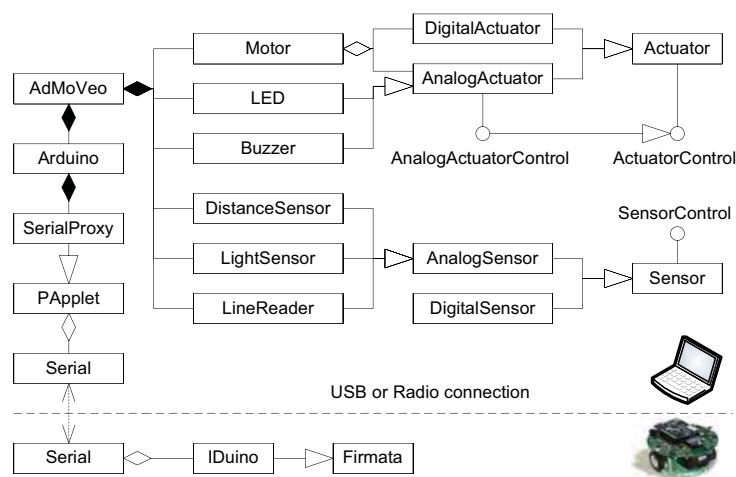 DigitalActuator
Motor
Actuator
AnalogActuator
AdMoVeo
LED
Buzzer
Arduino
AnalogActuatorControl
ActuatorControl
DistanceSensor
SensorControl
SerialProxy
LightSensor
AnalogSensor
Sensor
PApplet
LineReader
DigitalSensor
Serial
USB or Radio connection
Serial
IDuino
Firmata